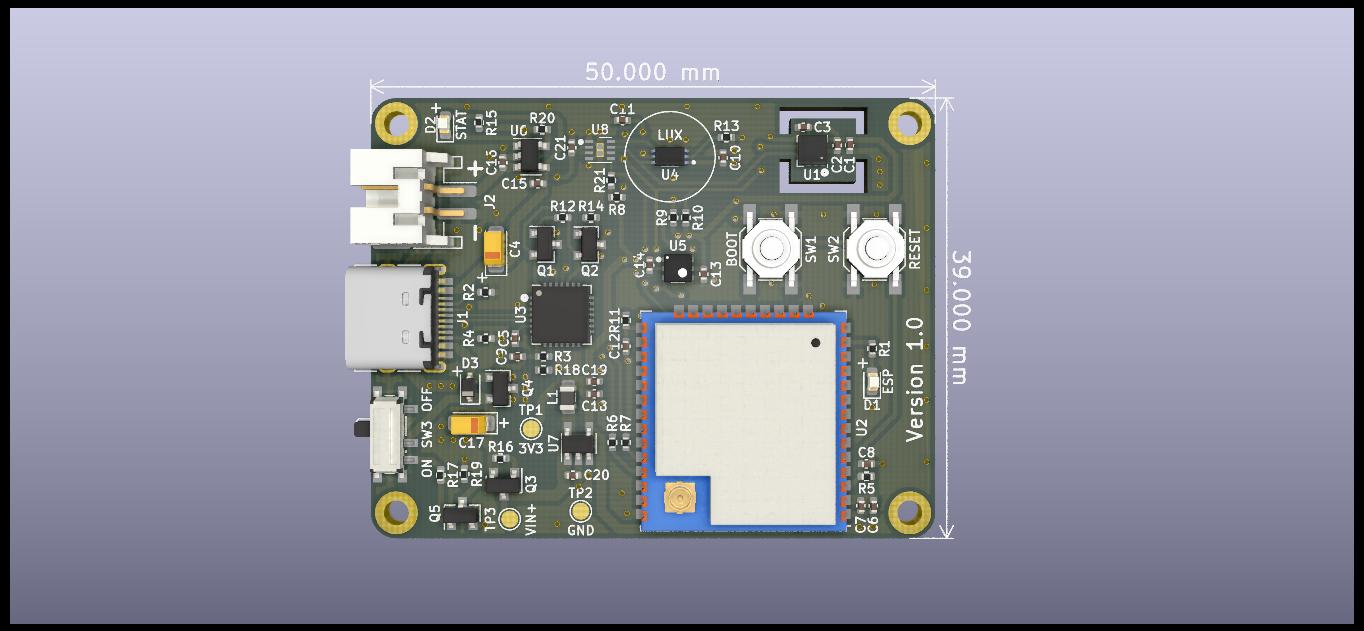 50.000 mm
D2
+
STAT
R15
R20
C11
LUX
R13
C3
U8
C21
C10
U4
C2
C1
U1
+
C15
R21
R8
J2
R12
R14
R9
R10
U5
BOOT
SW1
SW2
RESET
-
C4
Q1
Q2
C14
C13
+
R2
U3
J1
R11
39.000 mm
R4
C5
C12
C9
R3
R18
C19
R1
D3
+
Q4
L1
C13
+
ESP
D1
Version 1.0
OFF
SW3
ON
TP1
3V3
C17
+
R6
R7
U2
U7
R16
C8
R17
R19
Q3
C20
R5
TP2
Q5
TP3
VIN+
GND
C7
C6